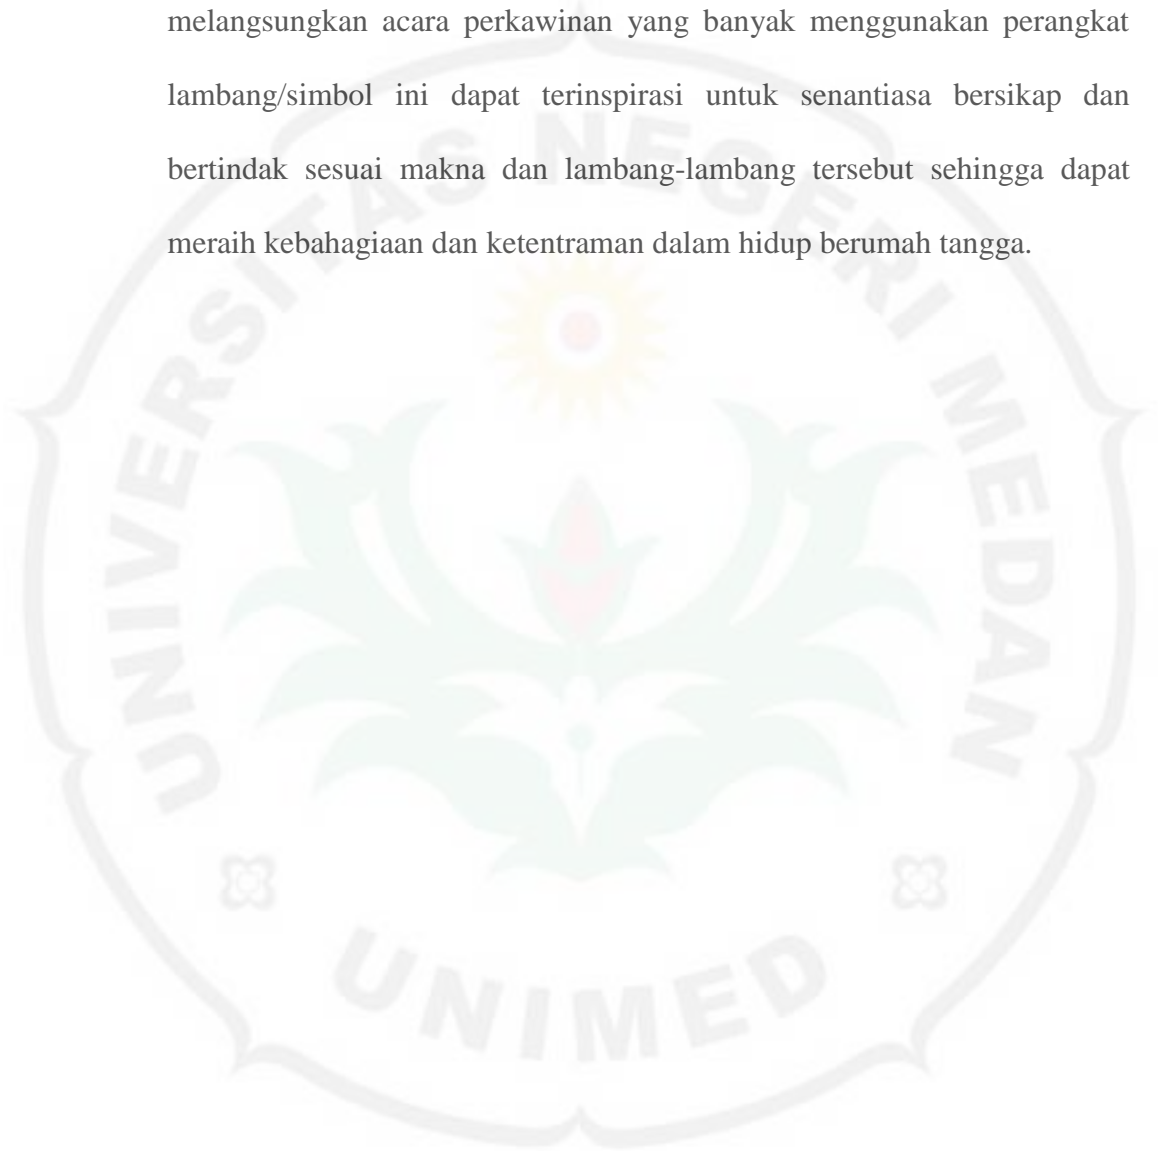 melangsungkan acara perkawinan yang banyak menggunakan perangkat
lambang/simbol ini dapat terinspirasi untuk senantiasa bersikap dan
bertindak sesuai makna dan lambang-lambang tersebut sehingga dapat
meraih kebahagiaan dan ketentraman dalam hidup berumah tangga.
UNIVERSITAS NEGERI MEDAN
UNIMED